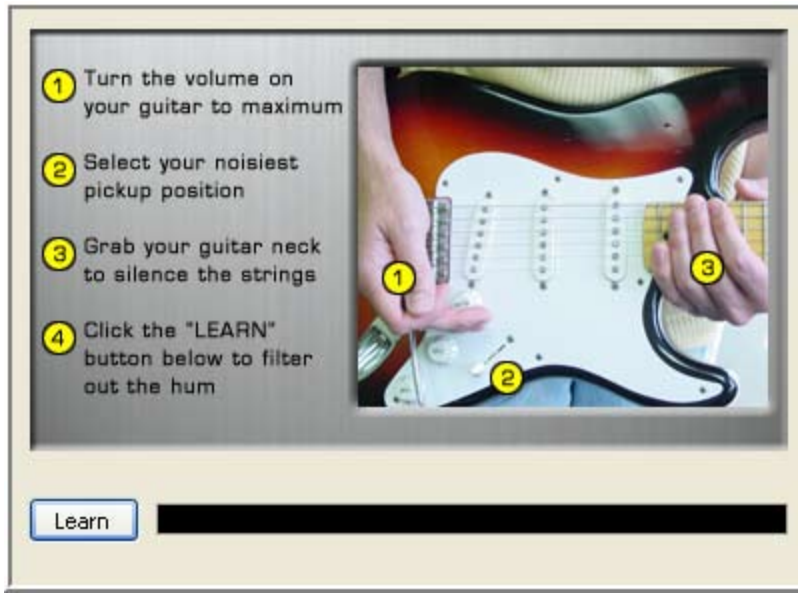 1 Turn the volume on
your guitar to maximum
2 Select your noisiest
pickup position
3 Grab your guitar neck
to silence the strings
4 Click the "LEARN"
button below to filter
out the hum
1
3
2
Learn